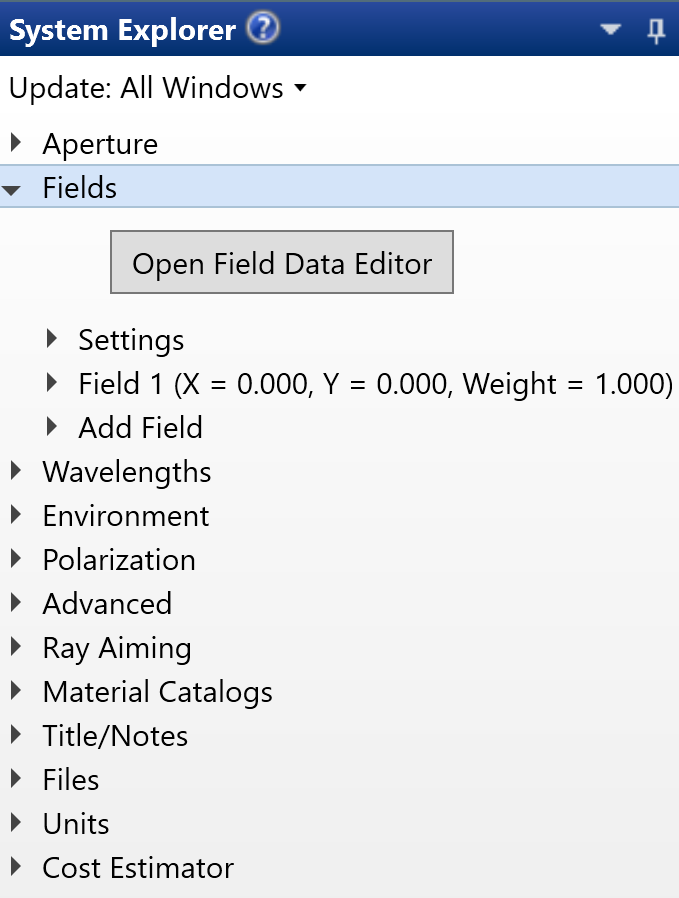 System Explorer ?
Update: All Windows
Aperture
Fields
Open Field Data Editor
Settings
Field 1 (X = 0.000, Y = 0.000, Weight = 1.000)
Add Field
Wavelengths
Environment
Polarization
Advanced
Ray Aiming
Material Catalogs
Title/Notes
Files
Units
Cost Estimator